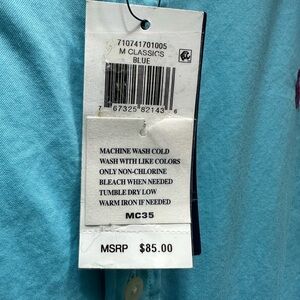 710741701005
M CLASSICS
BLUE
7 67325 82143 6
MACHINE WASH COLD
WASH WITH LIKE COLORS
ONLY NON-CHLORINE
BLEACH WHEN NEEDED
TUMBLE DRY LOW
WARM IRON IF NEEDED
MC35
MSRP $85.00